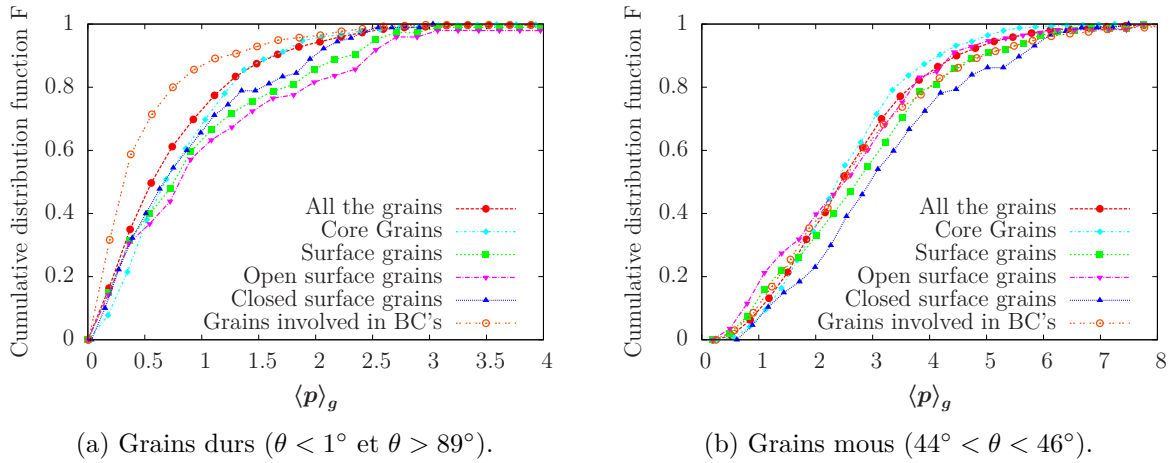 Cumulative distribution function F
1
0.8
0.6
0.4
0.2
0
0 0.5 1 1.5 2 2.5 3 3.5 4
All the grains
Core Grains
Surface grains
Open surface grains
Closed surface grains
Grains involved in BC's
⟨p⟩g
(a) Grains durs (θ < 1° et θ > 89°).
Cumulative distribution function F
1
0.8
0.6
0.4
0.2
0
0 1 2 3 4 5 6 7 8
All the grains
Core Grains
Surface grains
Open surface grains
Closed surface grains
Grains involved in BC's
⟨p⟩g
(b) Grains mous (44° < θ < 46°).